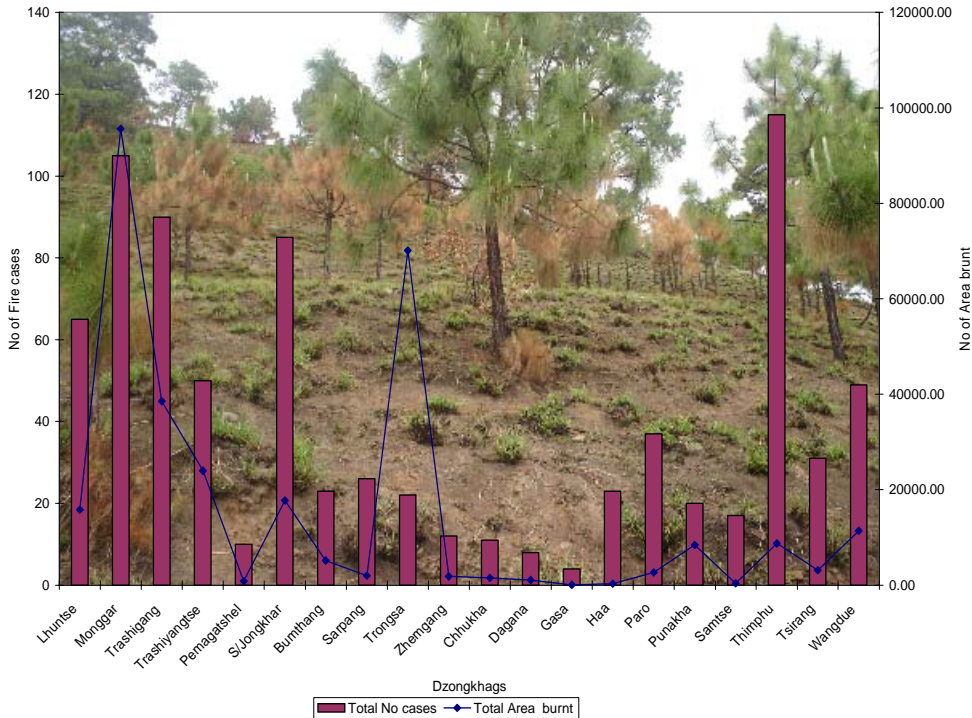 140
120
100
80
60
40
20
0
No of Fire cases
120000.00
100000.00
80000.00
60000.00
40000.00
20000.00
0.00
No of Area brunt
Lhuntse
Monggar
Trashigang
Trashiyangtse
Pemagatshel
S/Jongkhar
Bumthang
Sarpang
Trongsa
Zhemgang
Chhukha
Dagana
Gasa
Haa
Paro
Punakha
Samtse
Thimphu
Tsirang
Wangdue
Dzongkhags
Total No cases Total Area burnt